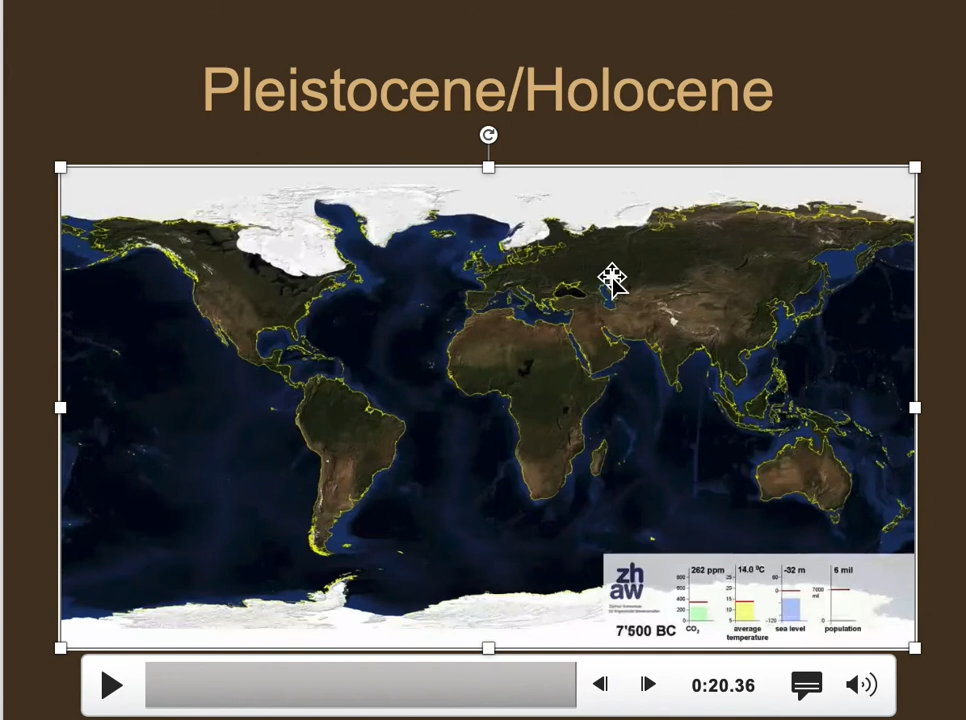 Pleistocene/Holocene
zh
aw
7'500 BC
262 ppm
800
600
400
200
0
CO₂
14.0 ⁰C
25
20
15
10
5
average
temperature
-32 m
60
0
-120
sea level
6 mil
7000
mil
0
population
0:20.36